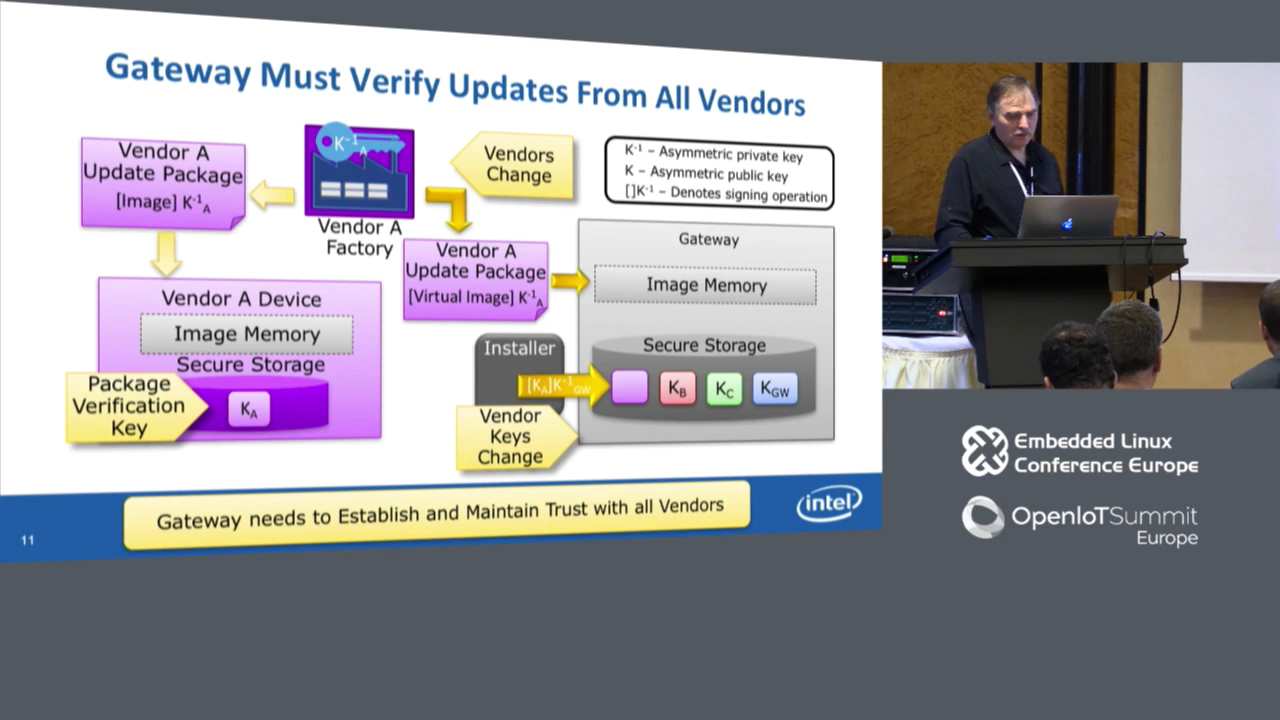 Gateway Must Verify Updates From All Vendors
Vendor A
Update Package
[Image] K⁻¹A
K⁻¹A
Vendor A
Factory
Vendors
Change
K⁻¹ – Asymmetric private key
K – Asymmetric public key
[]K⁻¹ – Denotes signing operation
Vendor A
Update Package
[Virtual Image] K⁻¹A
Gateway
Image Memory
Vendor A Device
Image Memory
Secure Storage
Package
Verification
Key
KA
Installer
[KA]K⁻¹GW
Vendor
Keys
Change
Secure Storage
KB
KC
KGW
Gateway needs to Establish and Maintain Trust with all Vendors
intel
11
Embedded Linux
Conference Europe
OpenIoTSummit
Europe